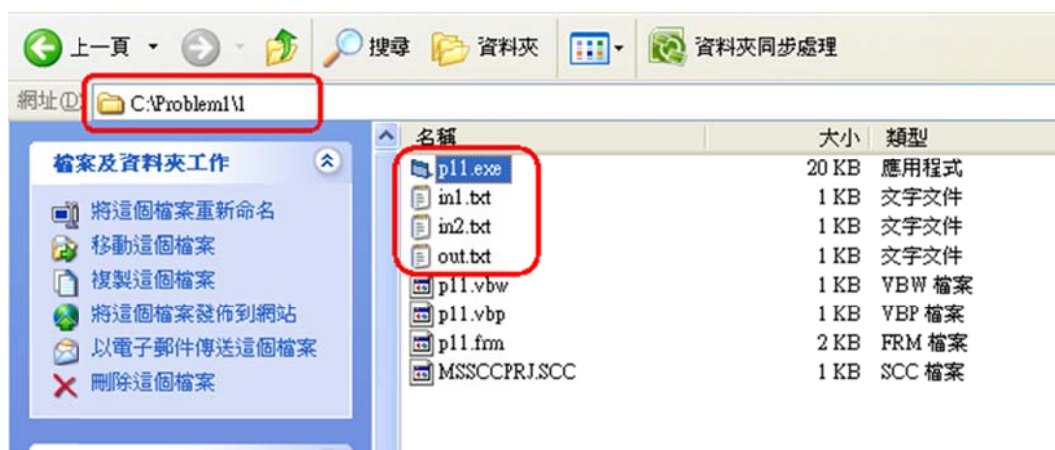 上一頁 搜尋 資料夾 資料夾同步處理
網址(D) C:\Problem1\1
檔案及資料夾工作
將這個檔案重新命名
移動這個檔案
複製這個檔案
將這個檔案發佈到網站
以電子郵件傳送這個檔案
刪除這個檔案
名稱 大小 類型
p11.exe 20 KB 應用程式
in1.txt 1 KB 文字文件
in2.txt 1 KB 文字文件
out.txt 1 KB 文字文件
p11.vbw 1 KB VBW 檔案
p11.vbp 1 KB VBP 檔案
p11.frm 2 KB FRM 檔案
MSSCCPRJ.SCC 1 KB SCC 檔案